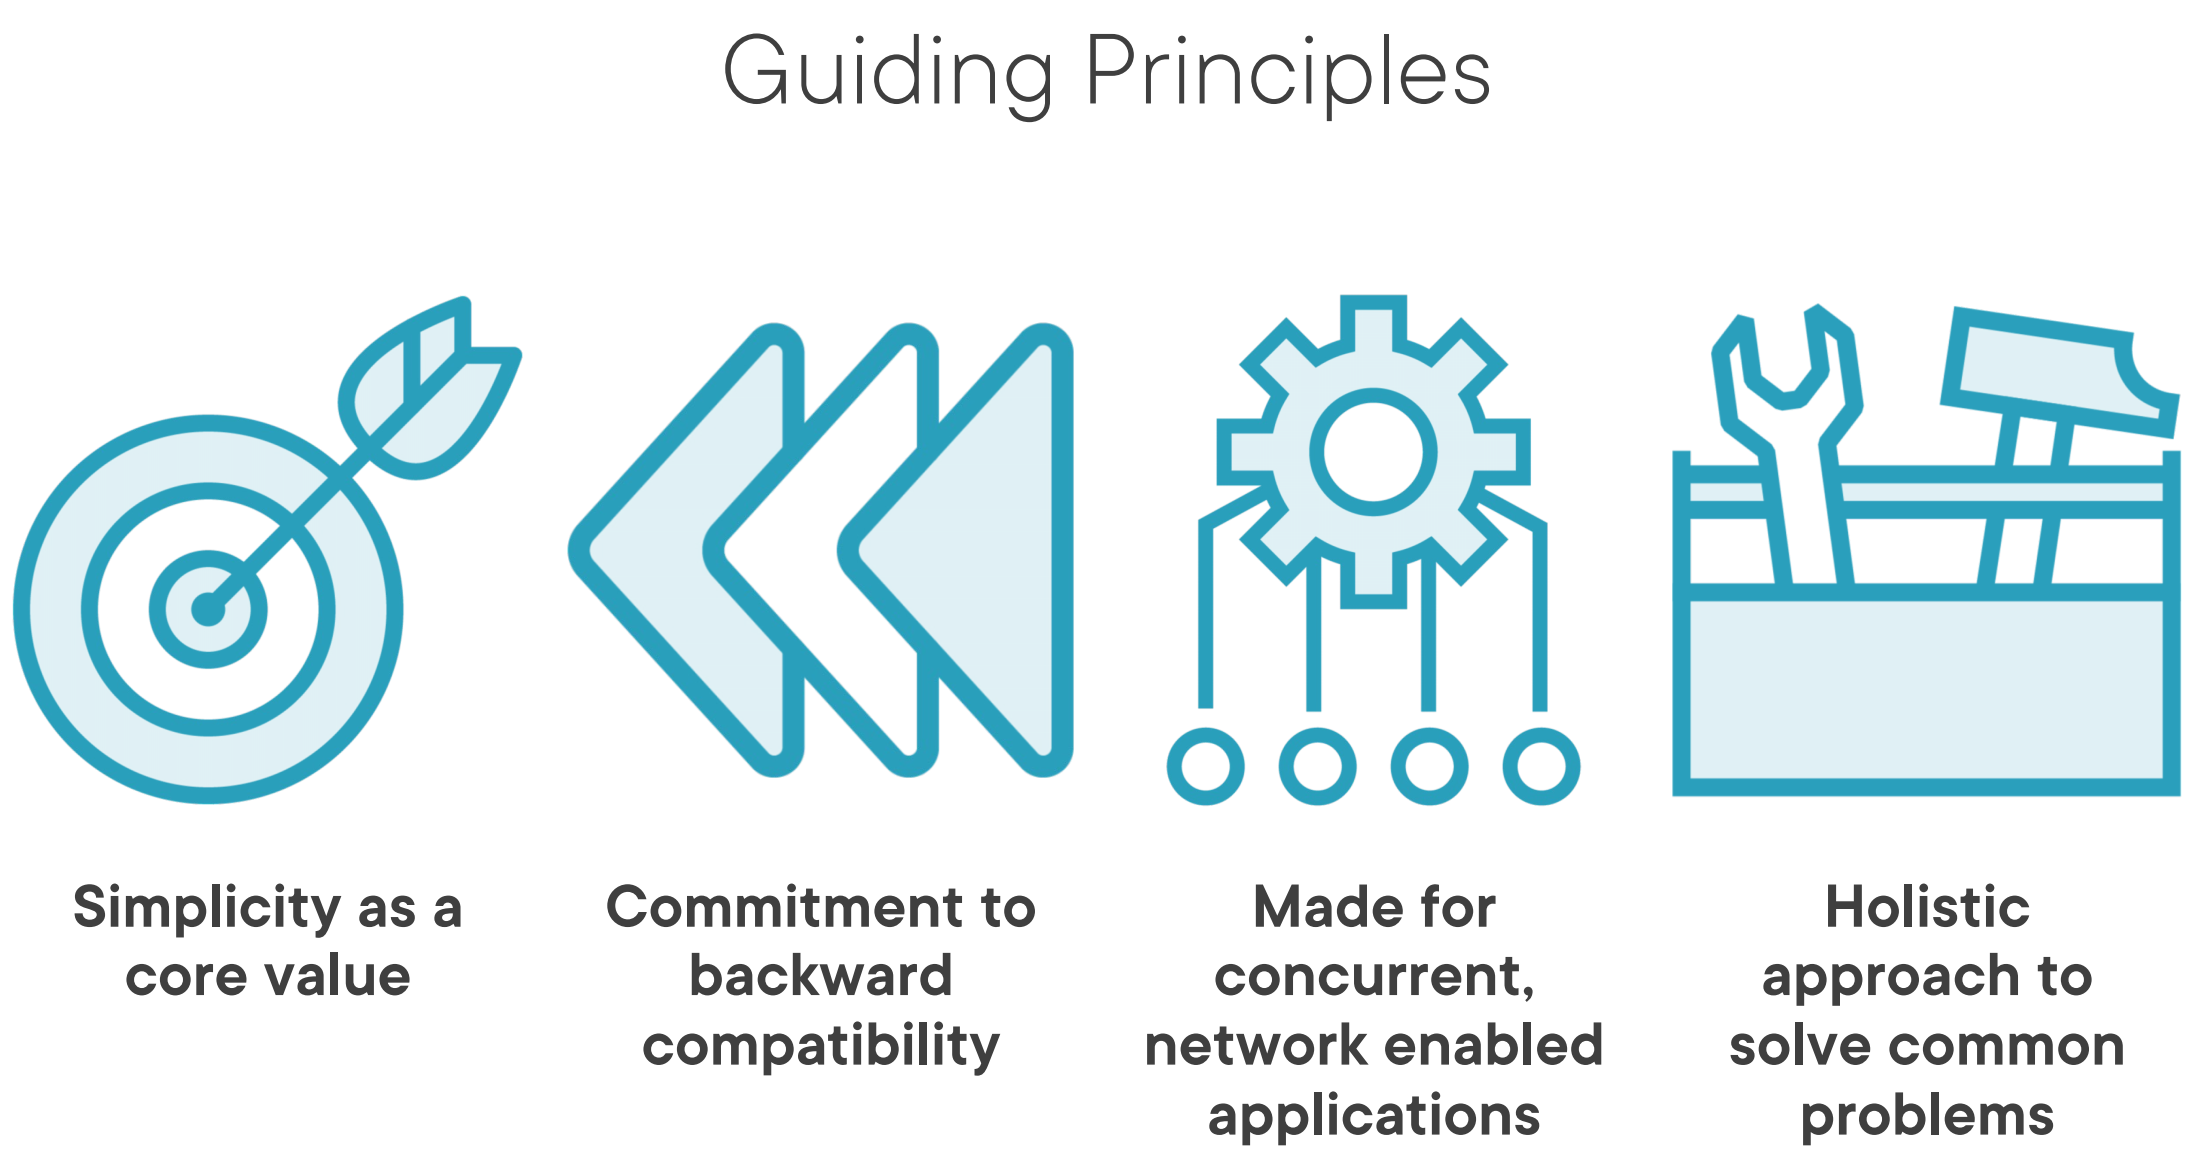 Guiding Principles
Simplicity as a
core value
Commitment to
backward
compatibility
Made for
concurrent,
network enabled
applications
Holistic
approach to
solve common
problems